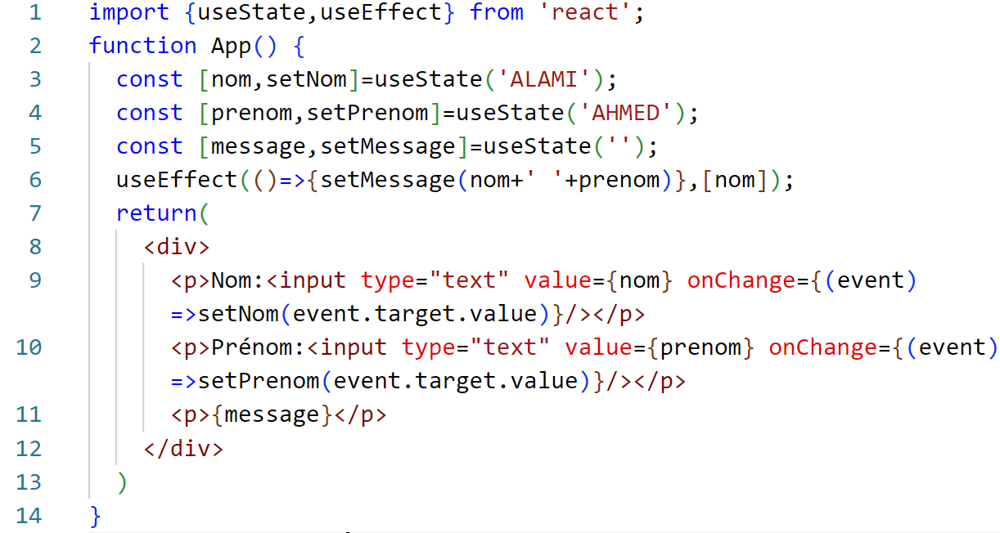 1 import {useState,useEffect} from 'react';
2 function App() {
3 const [nom,setNom]=useState('ALAMI');
4 const [prenom,setPrenom]=useState('AHMED');
5 const [message,setMessage]=useState('');
6 useEffect(()=>{setMessage(nom+' '+prenom)},[nom]);
7 return(
8 <div>
9 <p>Nom:<input type="text" value={nom} onChange={(event)
=>setNom(event.target.value)}/></p>
10 <p>Prénom:<input type="text" value={prenom} onChange={(event)
=>setPrenom(event.target.value)}/></p>
11 <p>{message}</p>
12 </div>
13 )
14 }